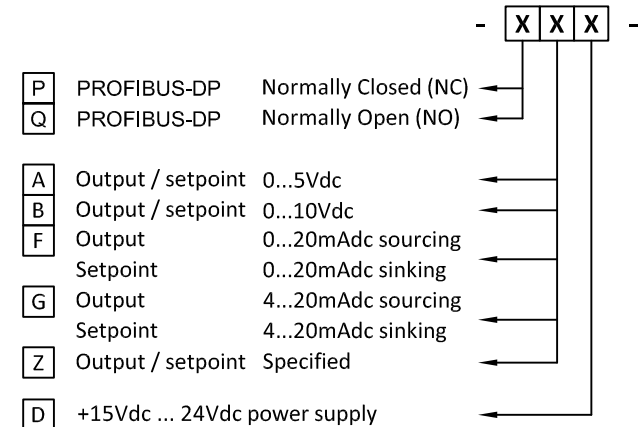 - X X X -
P PROFIBUS-DP Normally Closed (NC)
Q PROFIBUS-DP Normally Open (NO)
A Output / setpoint 0...5Vdc
B Output / setpoint 0...10Vdc
F Output 0...20mAdc sourcing
Setpoint 0...20mAdc sinking
G Output 4...20mAdc sourcing
Setpoint 4...20mAdc sinking
Z Output / setpoint Specified
D +15Vdc ... 24Vdc power supply